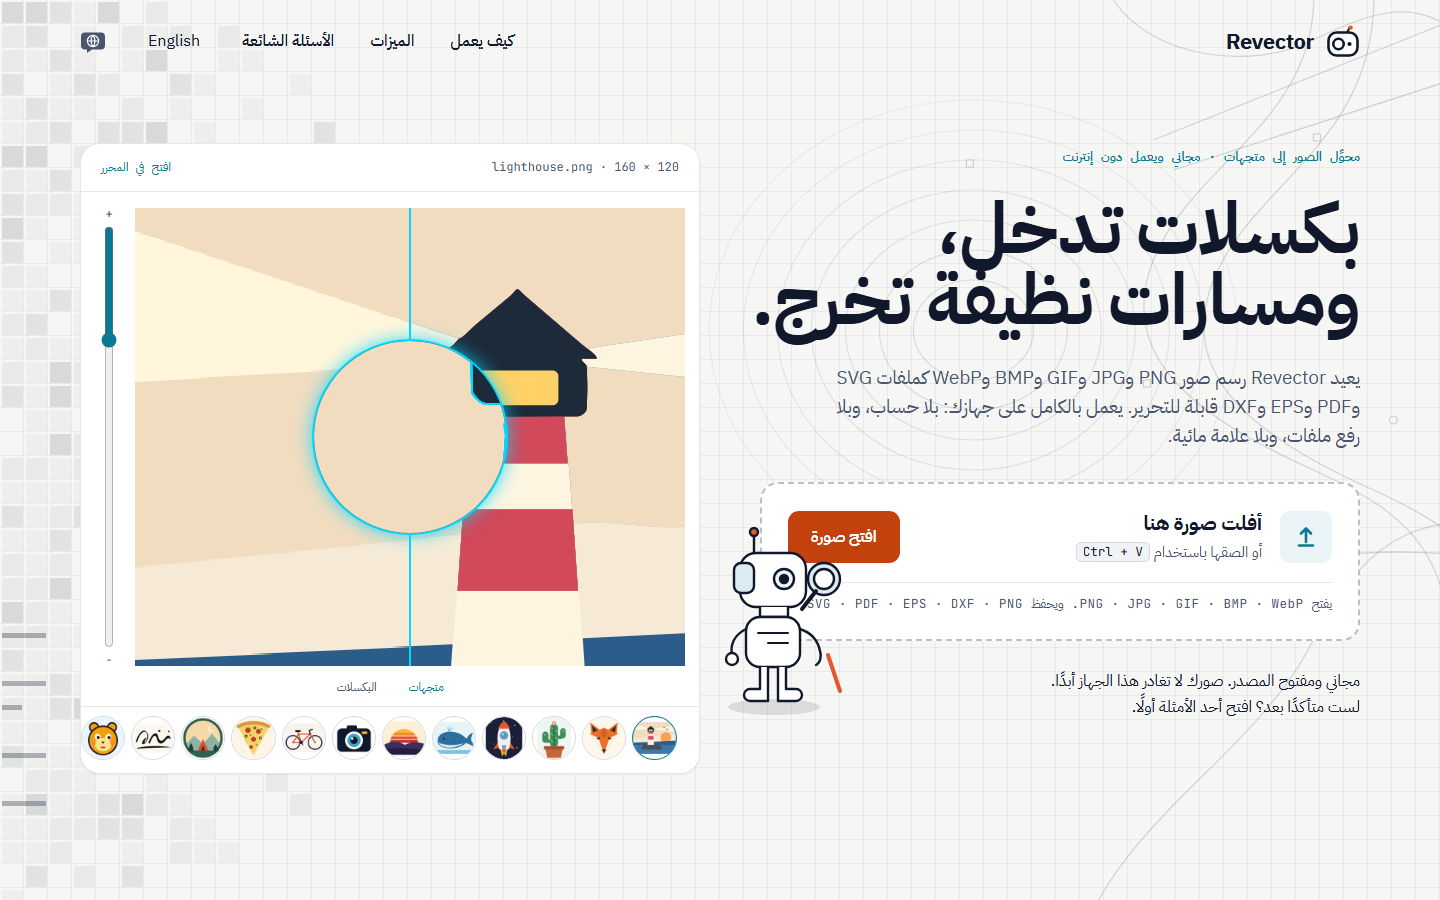 Revector
كيف يعمل
الميزات
الأسئلة الشائعة
English
محوِّل الصور إلى متجهات · مجاني ويعمل دون إنترنت
بكسلات تدخل،
ومسارات نظيفة تخرج.
يعيد Revector رسم صور PNG وJPG وGIF وBMP وWebP كملفات SVG
وPDF وEPS وDXF قابلة للتحرير. يعمل بالكامل على جهازك: بلا حساب، وبلا
رفع ملفات، وبلا علامة مائية.
أفلت صورة هنا
أو الصقها باستخدام Ctrl + V
افتح صورة
يفتح PNG · JPG · GIF · BMP · WebP. ويحفظ SVG · PDF · EPS · DXF · PNG
مجاني ومفتوح المصدر. صورك لا تغادر هذا الجهاز أبدًا.
لست متأكدًا بعد؟ افتح أحد الأمثلة أولًا.
lighthouse.png · 160 × 120
افتح في المحرر
+
-
متجهات
البكسلات